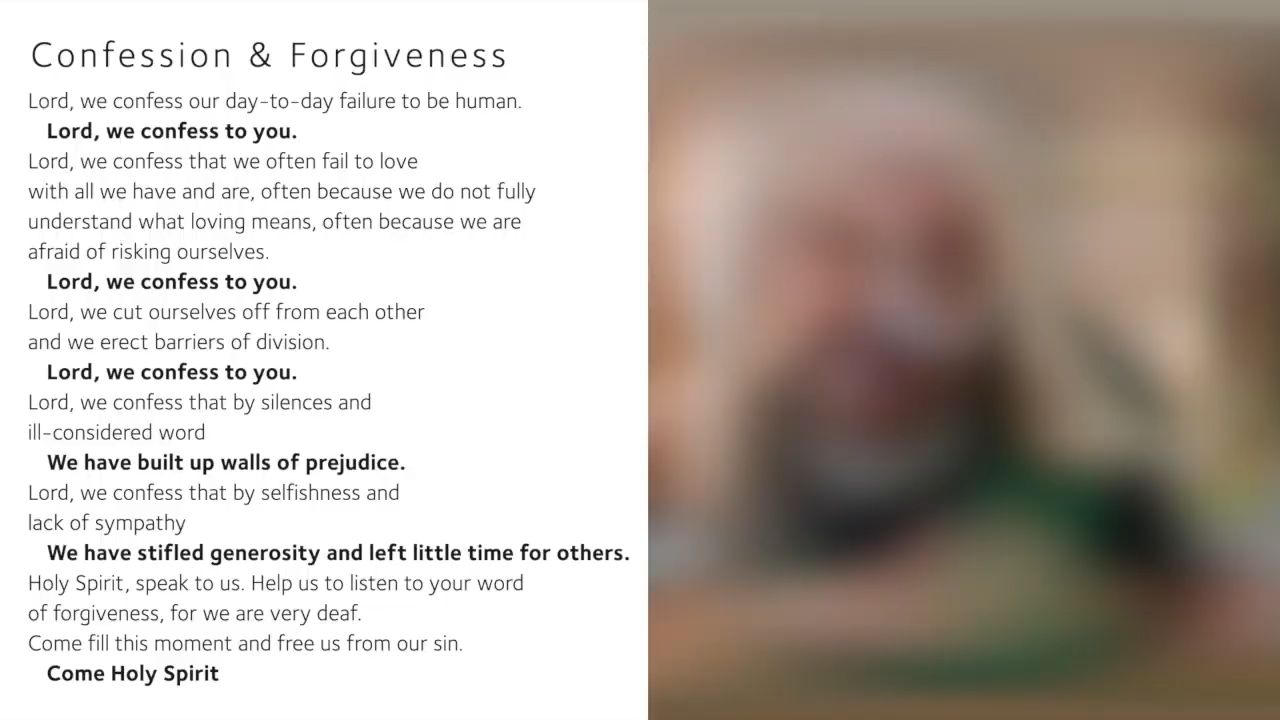 Confession & Forgiveness
Lord, we confess our day-to-day failure to be human.
Lord, we confess to you.
Lord, we confess that we often fail to love
with all we have and are, often because we do not fully
understand what loving means, often because we are
afraid of risking ourselves.
Lord, we confess to you.
Lord, we cut ourselves off from each other
and we erect barriers of division.
Lord, we confess to you.
Lord, we confess that by silences and
ill-considered word
We have built up walls of prejudice.
Lord, we confess that by selfishness and
lack of sympathy
We have stifled generosity and left little time for others.
Holy Spirit, speak to us. Help us to listen to your word
of forgiveness, for we are very deaf.
Come fill this moment and free us from our sin.
Come Holy Spirit